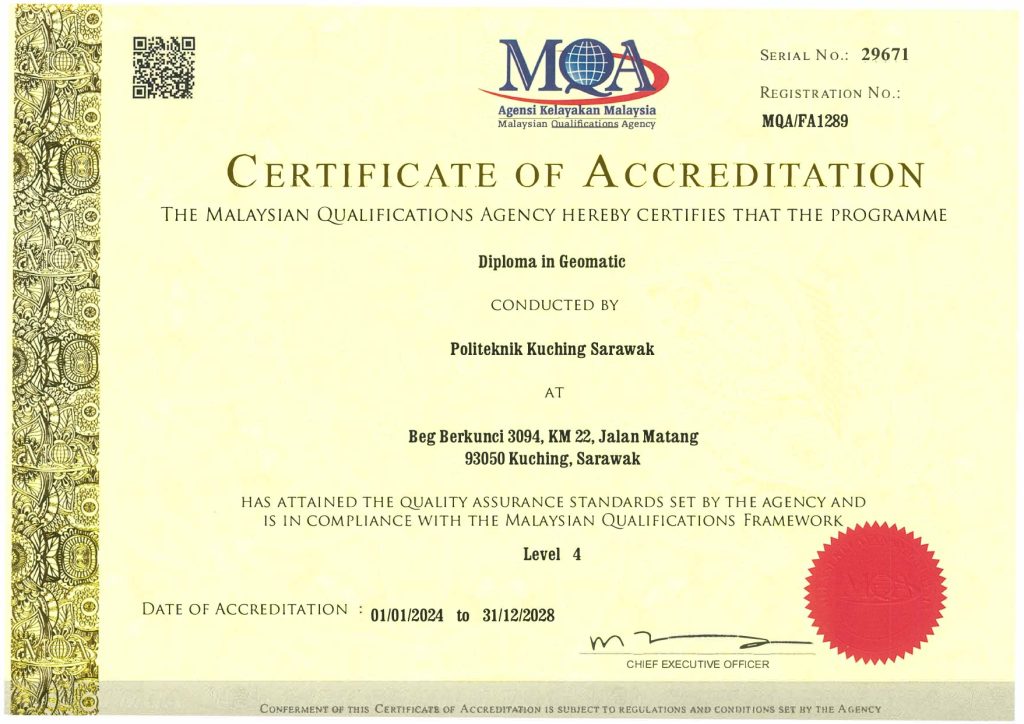 MQA
Agensi Kelayakan Malaysia
Malaysian Qualifications Agency
SERIAL NO.: 29671
REGISTRATION NO.:
MQA/FA1289
CERTIFICATE OF ACCREDITATION
THE MALAYSIAN QUALIFICATIONS AGENCY HEREBY CERTIFIES THAT THE PROGRAMME
Diploma in Geomatic
CONDUCTED BY
Politeknik Kuching Sarawak
AT
Beg Berkunci 3094, KM 22, Jalan Matang
93050 Kuching, Sarawak
HAS ATTAINED THE QUALITY ASSURANCE STANDARDS SET BY THE AGENCY AND
IS IN COMPLIANCE WITH THE MALAYSIAN QUALIFICATIONS FRAMEWORK
Level 4
MQA
DATE OF ACCREDITATION : 01/01/2024 to 31/12/2028
CHIEF EXECUTIVE OFFICER
CONFERMENT OF THIS CERTIFICATE OF ACCREDITATION IS SUBJECT TO REGULATIONS AND CONDITIONS SET BY THE AGENCY